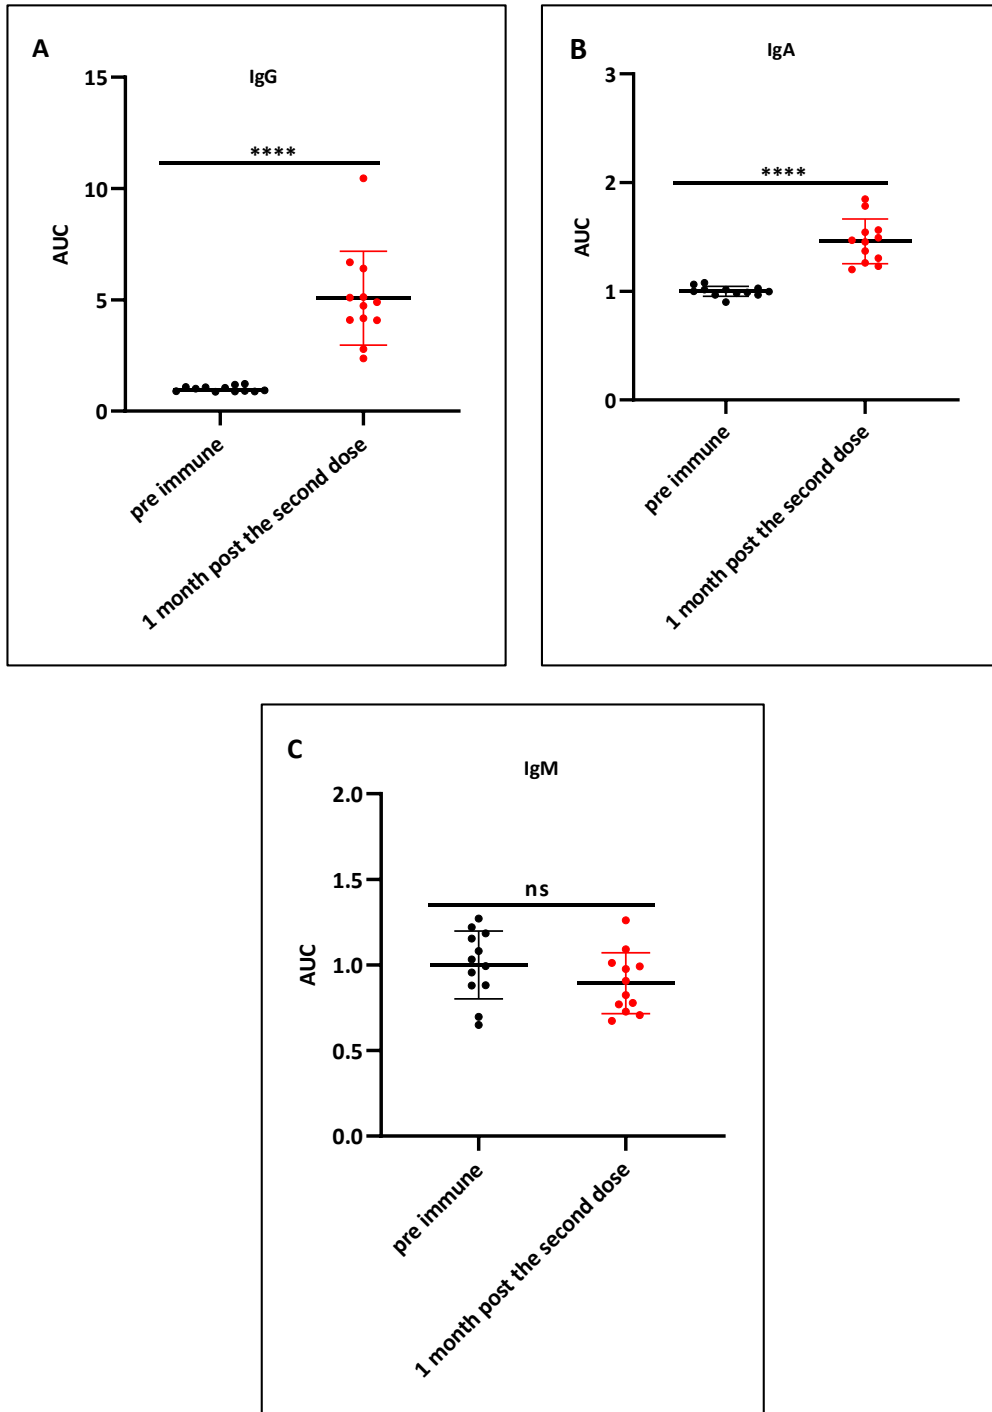 A
IgG
15
10
5
0
AUC
****
pre immune
1 month post the second dose
B
IgA
3
2
1
0
AUC
****
pre immune
1 month post the second dose
C
IgM
2.0
1.5
1.0
0.5
0.0
AUC
ns
pre immune
1 month post the second dose